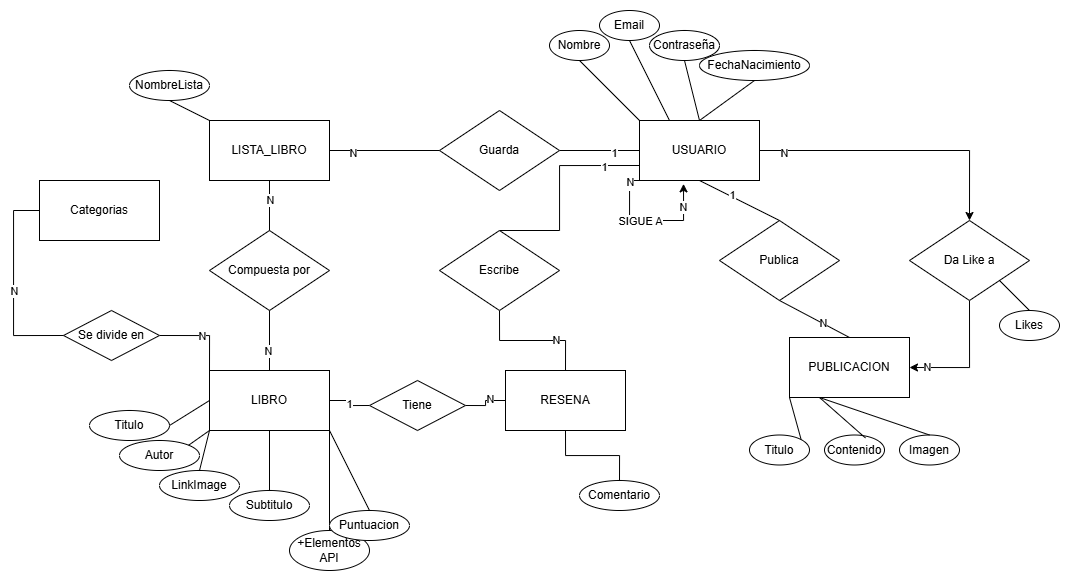 Email
Nombre
Contraseña
FechaNacimiento
NombreLista
LISTA_LIBRO
N
Guarda
1
USUARIO
N
1
N
SIGUE A
N
1
N
Categorias
Compuesta por
Escribe
Publica
Da Like a
N
Likes
N
Se divide en
N
N
N
N
PUBLICACION
N
LIBRO
1
Tiene
N
RESENA
Titulo
Autor
LinkImage
Subtitulo
Puntuacion
+Elementos
API
Comentario
Titulo
Contenido
Imagen